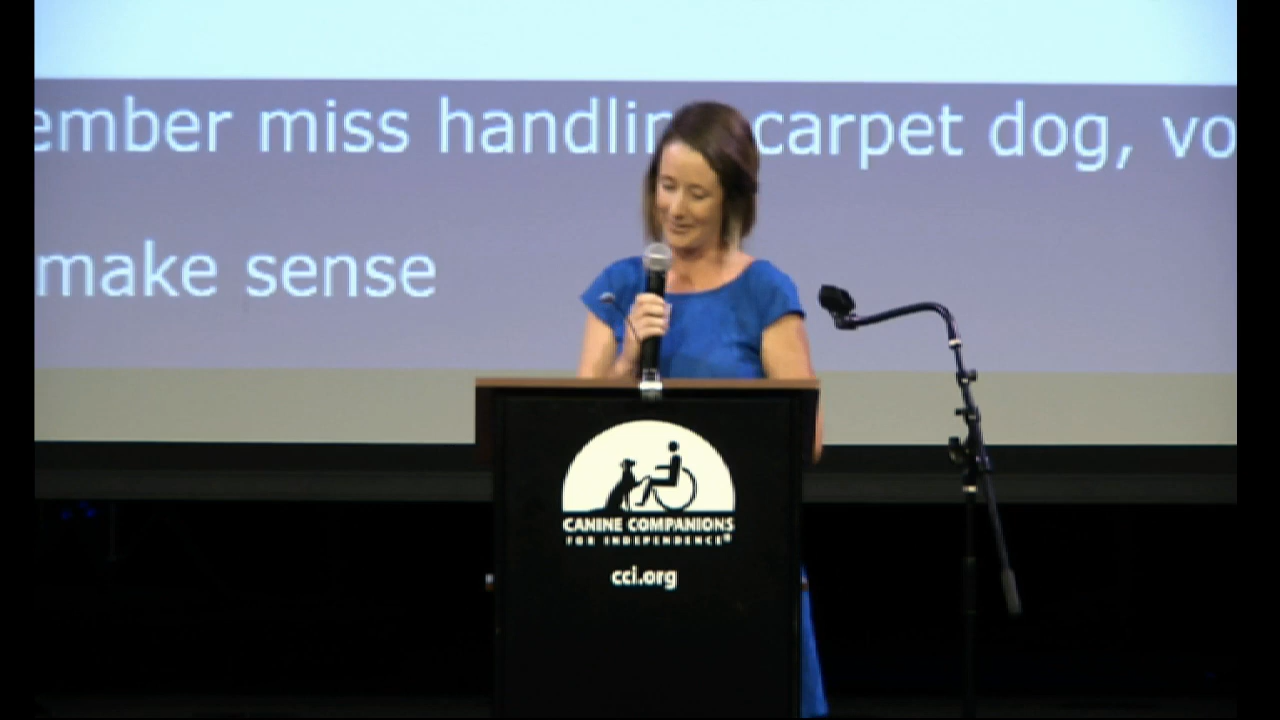 ember miss handlin carpet dog, vo
make sense
CANINE COMPANIONS
FOR INDEPENDENCE®
cci.org